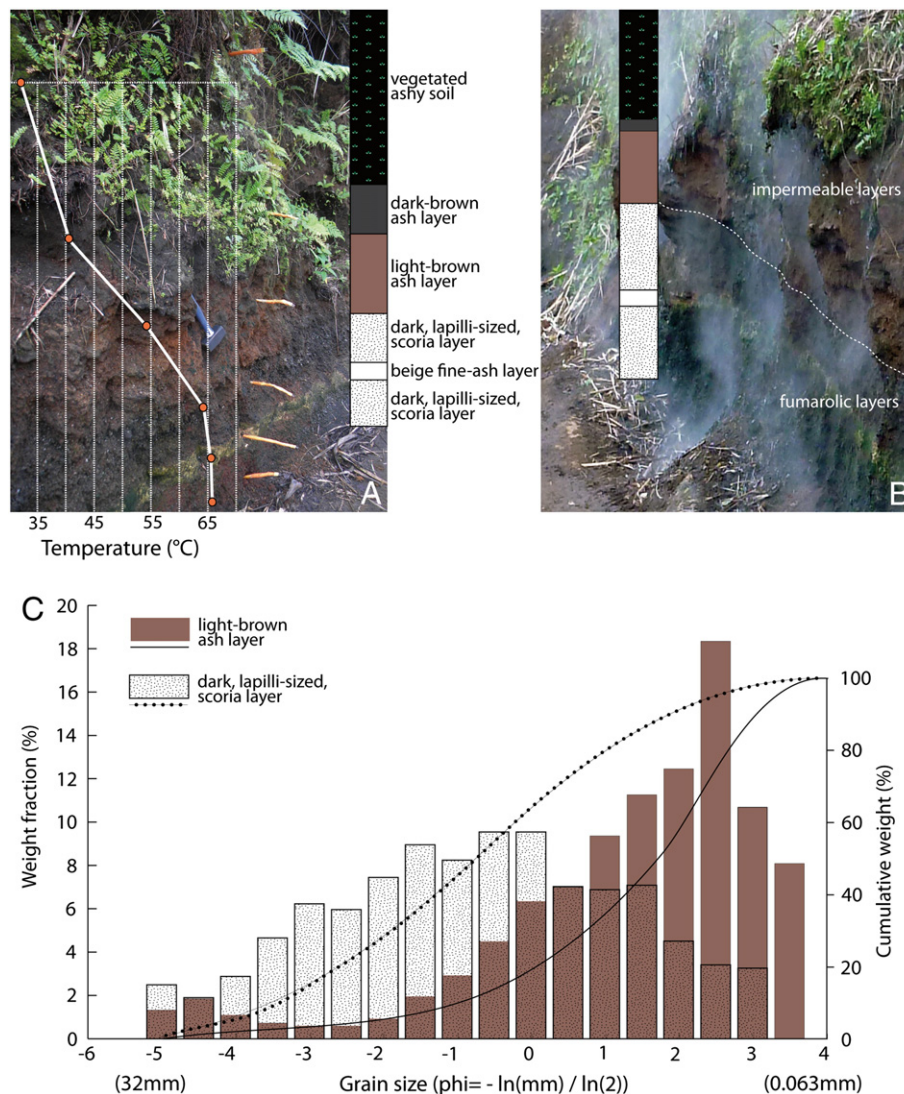 vegetated
ashy soil
dark-brown
ash layer
light-brown
ash layer
dark, lapilli-sized,
scoria layer
beige fine-ash layer
dark, lapilli-sized,
scoria layer
A
35 45 55 65
Temperature (°C)
impermeable layers
fumarolic layers
B
C
light-brown
ash layer
dark, lapilli-sized,
scoria layer
Weight fraction (%)
20
18
16
14
12
10
8
6
4
2
0
100
80
60
40
20
0
Cumulative weight (%)
-6 -5 -4 -3 -2 -1 0 1 2 3 4
(32mm) Grain size (phi= - ln(mm) / ln(2)) (0.063mm)